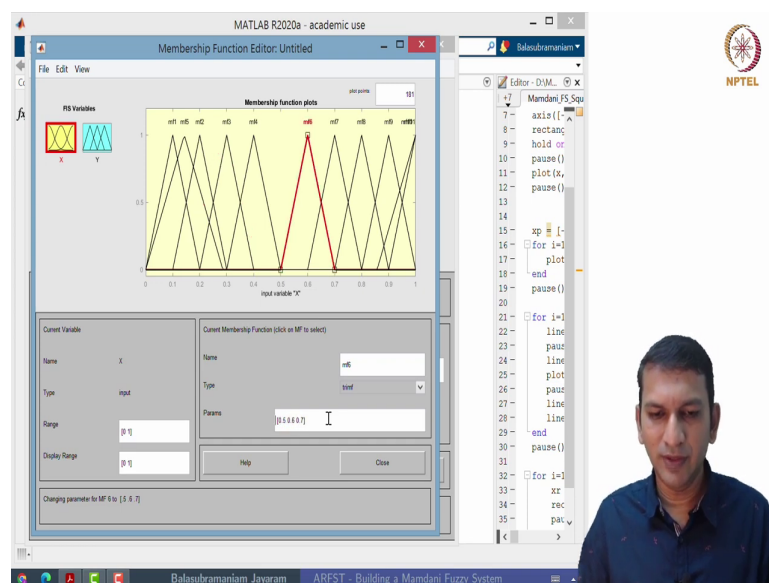 MATLAB R2020a - academic use
Membership Function Editor: Untitled
Balasubramaniam
NPTEL
File Edit View
FIS Variables
X
Y
plot points:
181
Membership function plots
mf1 mf5 mf2 mf3 mf4 mf6 mf7 mf8 mf9
1
0.5
0
0 0.1 0.2 0.3 0.4 0.5 0.6 0.7 0.8 0.9 1
input variable "X"
Current Variable
Name X
Type input
Range [0 1]
Display Range [0 1]
Current Membership Function (click on MF to select)
Name mf6
Type trimf
Params [0.5 0.6 0.7]
Help Close
Changing parameter for MF 6 to [.5 .6 .7]
fx
Editor - D:\M...
+7 Mamdani_FS_Squ
7 - axis([-
8 - rectang
9 - hold on
10 - pause()
11 - plot(x,
12 - pause()
13
14
15 - xp = [-
16 - for i=1
17 - plot
18 - end
19 - pause()
20
21 - for i=1
22 - line
23 - paus
24 - line
25 - plot
26 - paus
27 - line
28 - line
29 - end
30 - pause()
31
32 - for i=1
33 - xr
34 - rec
35 - pau
Balasubramaniam Jayaram ARFST - Building a Mamdani Fuzzy System